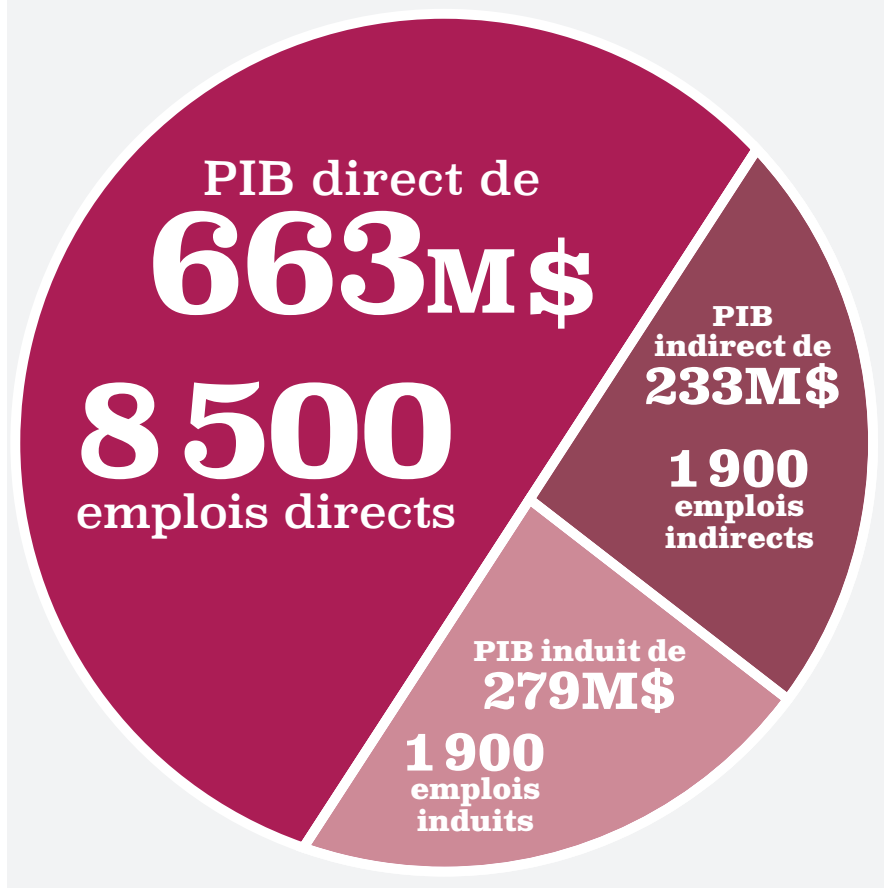 PIB direct de
663M$
8 500
emplois directs
PIB
indirect de
233M$
1 900
emplois
indirects
PIB induit de
279M$
1 900
emplois
induits